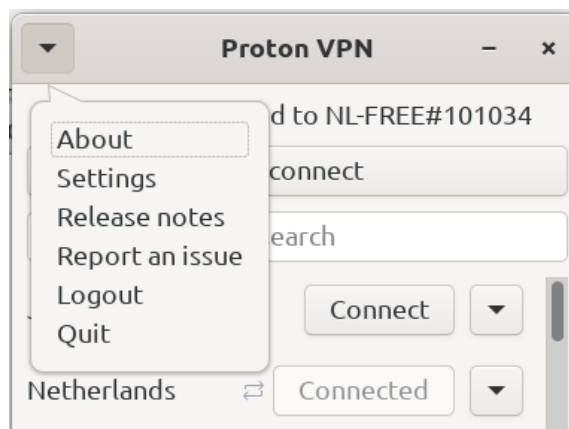 Proton VPN
d to NL-FREE#101034
About
connect
Settings
Release notes
earch
Report an issue
Logout
Connect
Quit
Netherlands Connected